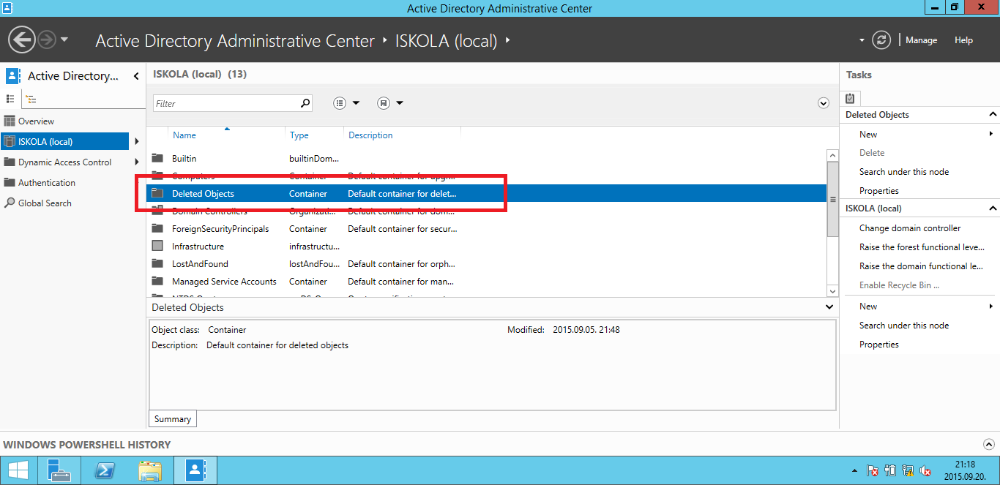 Active Directory Administrative Center
Active Directory Administrative Center ISKOLA (local) Manage Help
Active Directory...
Overview
ISKOLA (local)
Dynamic Access Control
Authentication
Global Search
ISKOLA (local) (13)
Filter
Name Type Description
Builtin builtinDom...
Computers Container Default container for upgr...
Deleted Objects Container Default container for delet...
Domain Controllers Organizati... Default container for dom...
ForeignSecurityPrincipals Container Default container for secur...
Infrastructure infrastructu...
LostAndFound lostAndFou... Default container for orph...
Managed Service Accounts Container Default container for man...
Deleted Objects
Object class: Container Modified: 2015.09.05. 21:48
Description: Default container for deleted objects
Summary
Tasks
Deleted Objects
New
Delete
Search under this node
Properties
ISKOLA (local)
Change domain controller
Raise the forest functional leve...
Raise the domain functional le...
Enable Recycle Bin ...
New
Search under this node
Properties
WINDOWS POWERSHELL HISTORY
21:18
2015.09.20.